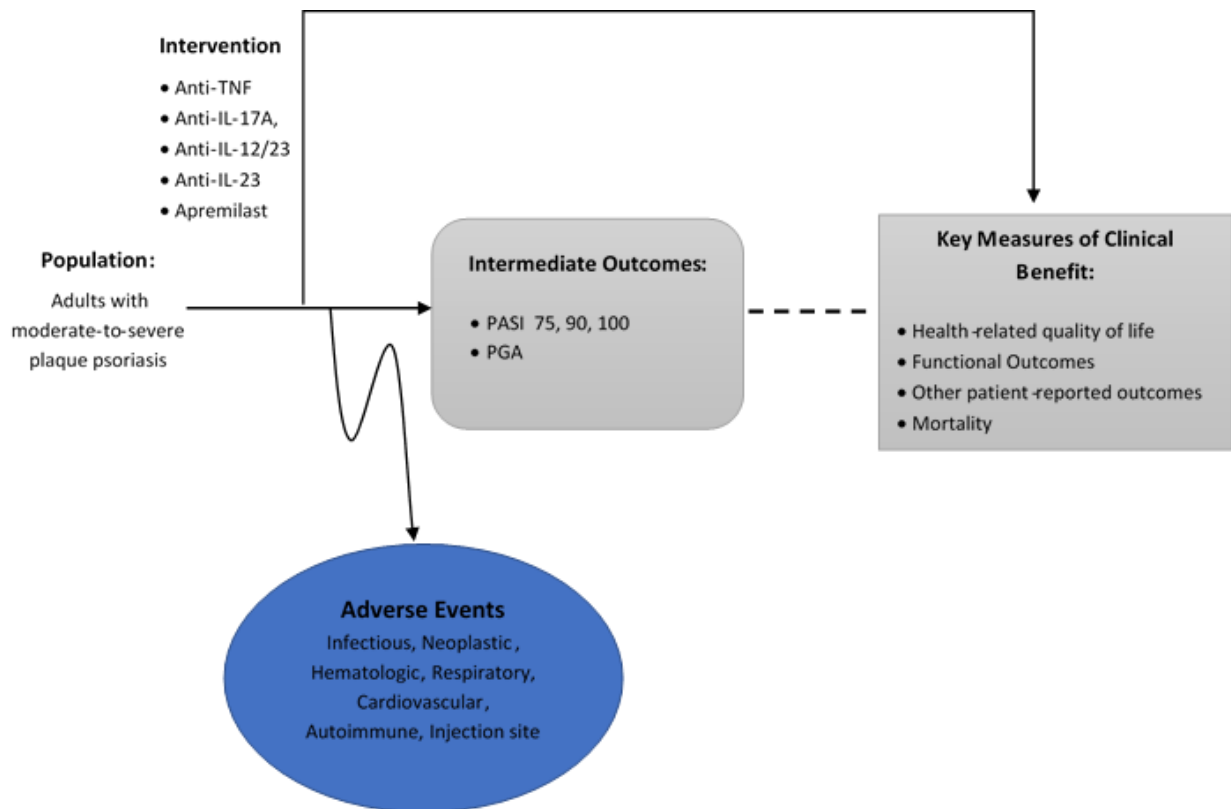 Intervention
• Anti-TNF
• Anti-IL-17A,
• Anti-IL-12/23
• Anti-IL-23
• Apremilast
Population:
Adults with
moderate-to-severe
plaque psoriasis
Intermediate Outcomes:
• PASI 75, 90, 100
• PGA
Key Measures of Clinical
Benefit:
• Health-related quality of life
• Functional Outcomes
• Other patient-reported outcomes
• Mortality
Adverse Events
Infectious, Neoplastic,
Hematologic, Respiratory,
Cardiovascular,
Autoimmune, Injection site